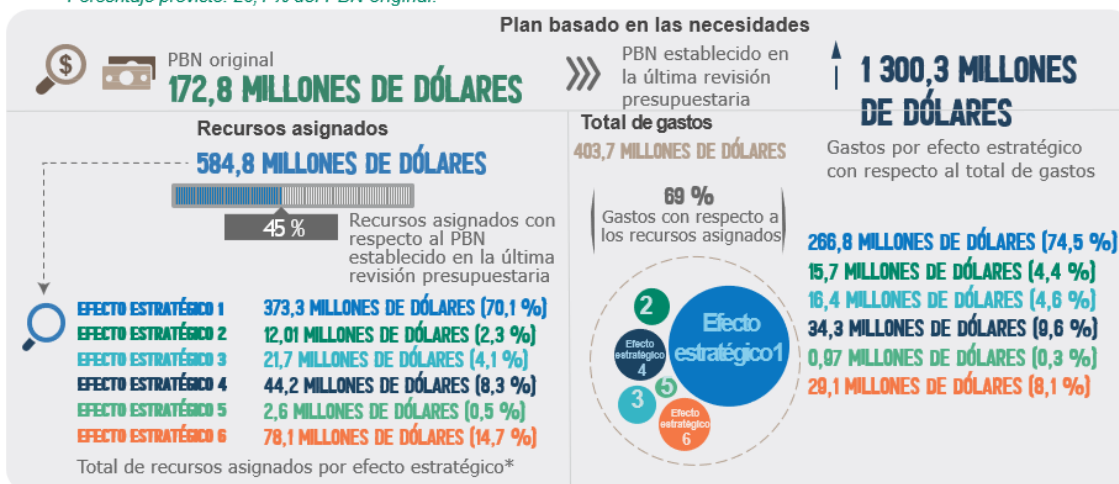 Porcentaje previsto: 20,7 % del PBN original.
Plan basado en las necesidades
PBN original
172,8 MILLONES DE DÓLARES
PBN establecido en
la última revisión
presupuestaria
1 300,3 MILLONES
DE DÓLARES
Recursos asignados
584,8 MILLONES DE DÓLARES
45 %
Recursos asignados con
respecto al PBN
establecido en la última
revisión presupuestaria
EFECTO ESTRATÉGICO 1 373,3 MILLONES DE DÓLARES (70,1 %)
EFECTO ESTRATÉGICO 2 12,01 MILLONES DE DÓLARES (2,3 %)
EFECTO ESTRATÉGICO 3 21,7 MILLONES DE DÓLARES (4,1 %)
EFECTO ESTRATÉGICO 4 44,2 MILLONES DE DÓLARES (8,3 %)
EFECTO ESTRATÉGICO 5 2,6 MILLONES DE DÓLARES (0,5 %)
EFECTO ESTRATÉGICO 6 78,1 MILLONES DE DÓLARES (14,7 %)
Total de recursos asignados por efecto estratégico*
Total de gastos
403,7 MILLONES DE DÓLARES
69 %
Gastos con respecto a
los recursos asignados
2
Efecto
estratégico1
Efecto
estratégico
4
5
3
Efecto
estratégico
6
Gastos por efecto estratégico
con respecto al total de gastos
266,8 MILLONES DE DÓLARES (74,5 %)
15,7 MILLONES DE DÓLARES (4,4 %)
16,4 MILLONES DE DÓLARES (4,6 %)
34,3 MILLONES DE DÓLARES (9,6 %)
0,97 MILLONES DE DÓLARES (0,3 %)
29,1 MILLONES DE DÓLARES (8,1 %)